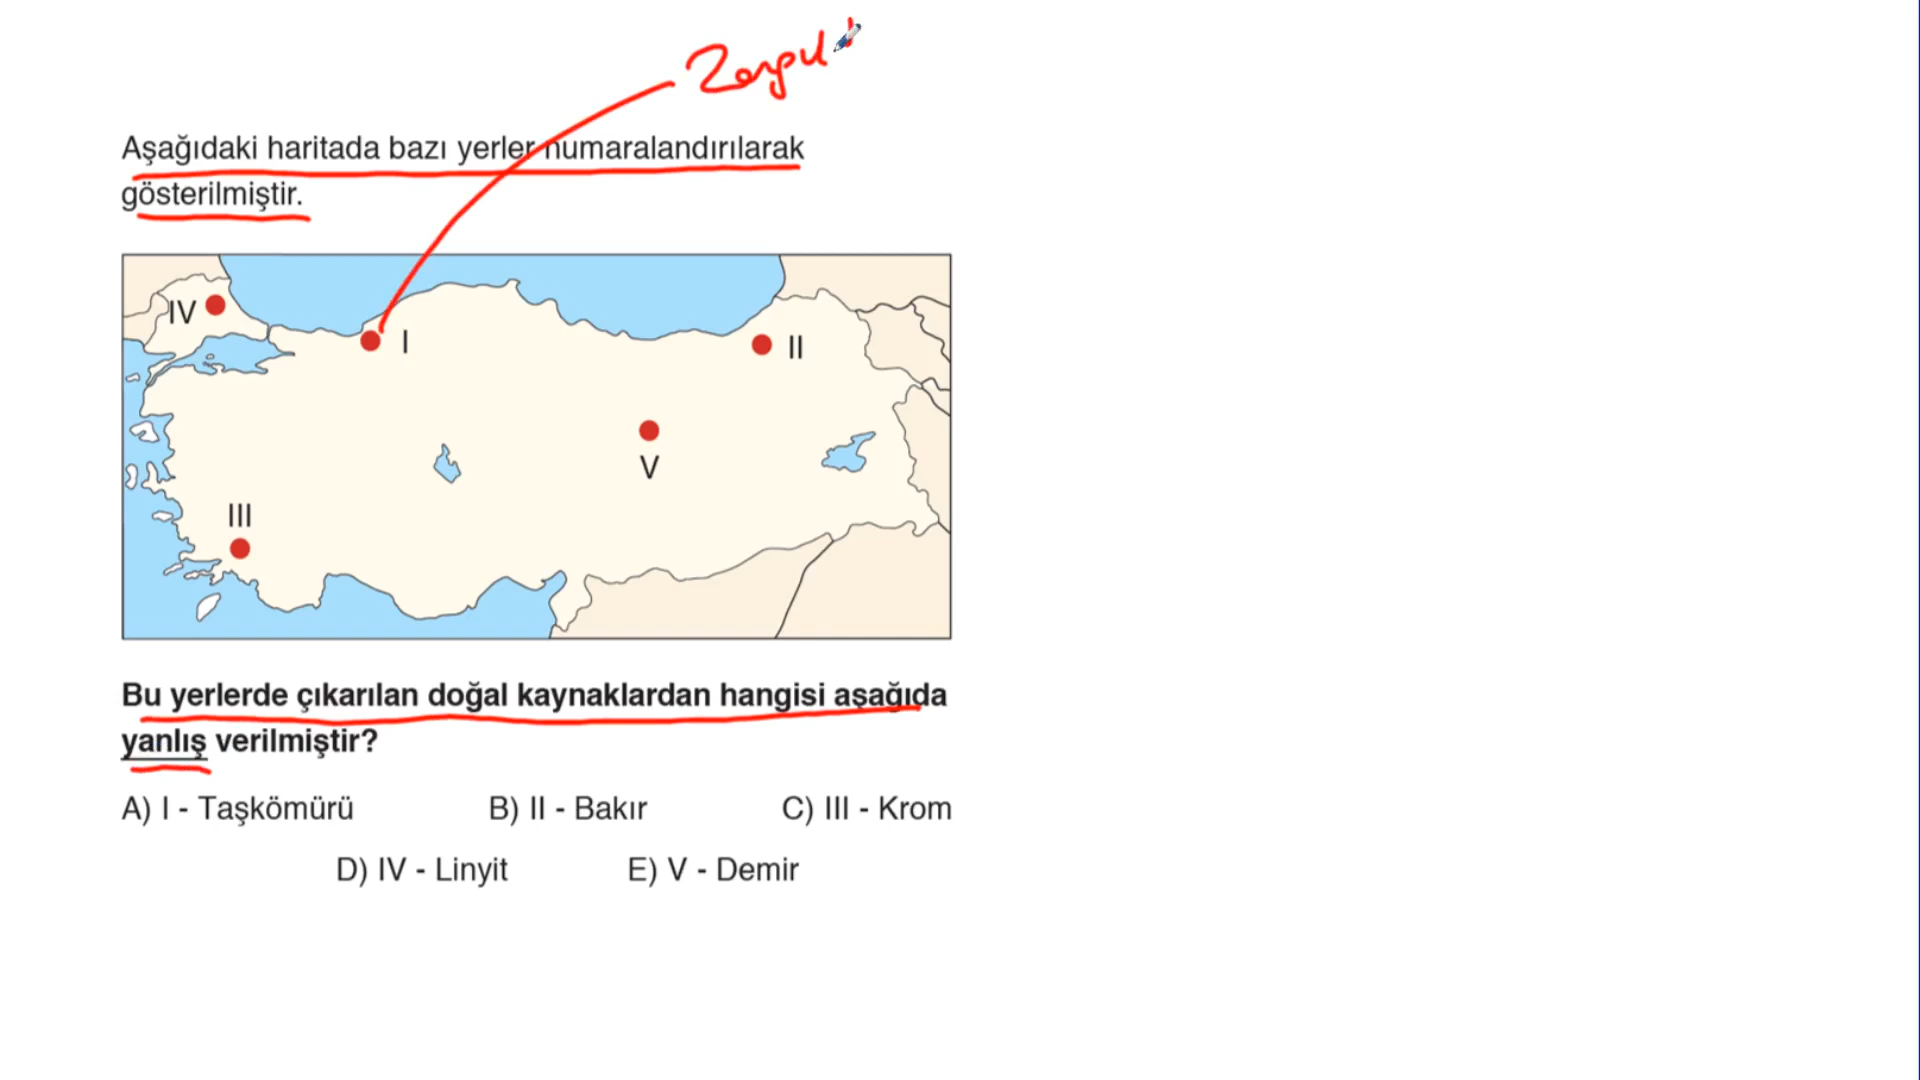 Aşağıdaki haritada bazı yerler numaralandırılarak
gösterilmiştir.
IV
I
II
V
III
Bu yerlerde çıkarılan doğal kaynaklardan hangisi aşağıda
yanlış verilmiştir?
A) I - Taşkömürü B) II - Bakır C) III - Krom
D) IV - Linyit E) V - Demir